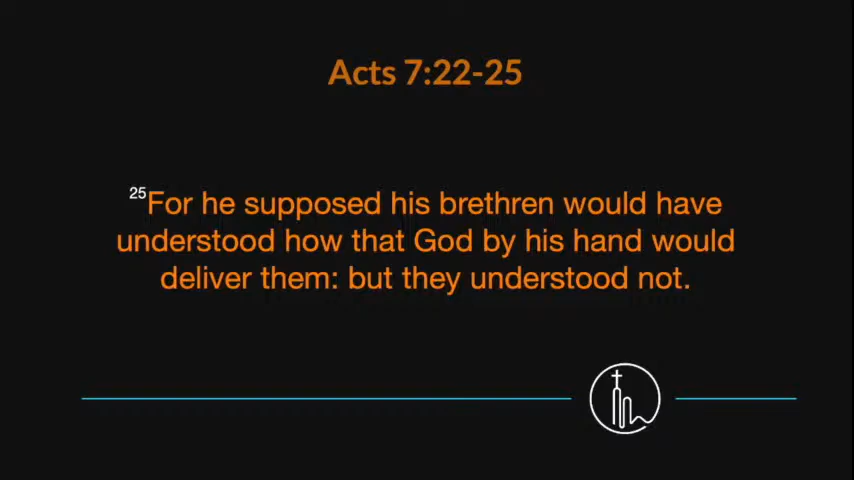 Acts 7:22-25
25For he supposed his brethren would have
understood how that God by his hand would
deliver them: but they understood not.